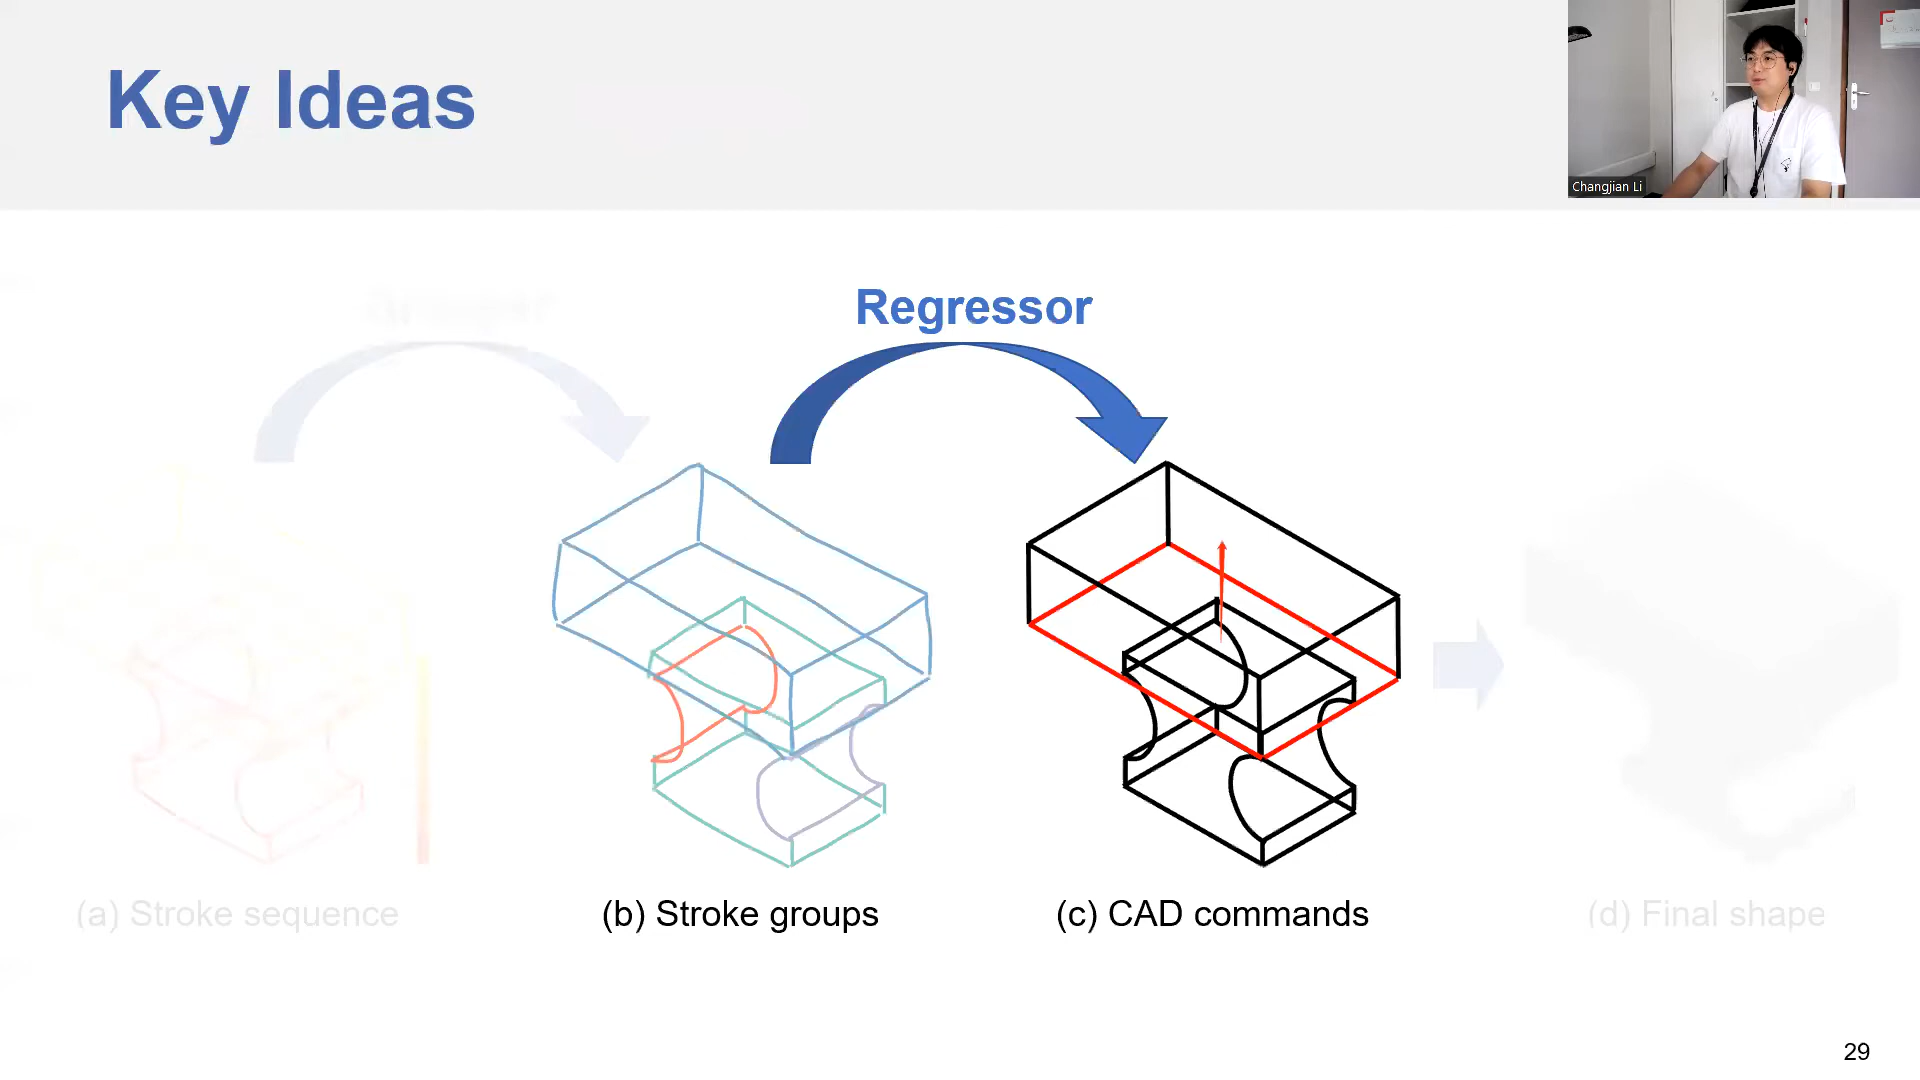 Key Ideas
Changjian Li
Regressor
(a) Stroke sequence
(b) Stroke groups
(c) CAD commands
(d) Final shape
29